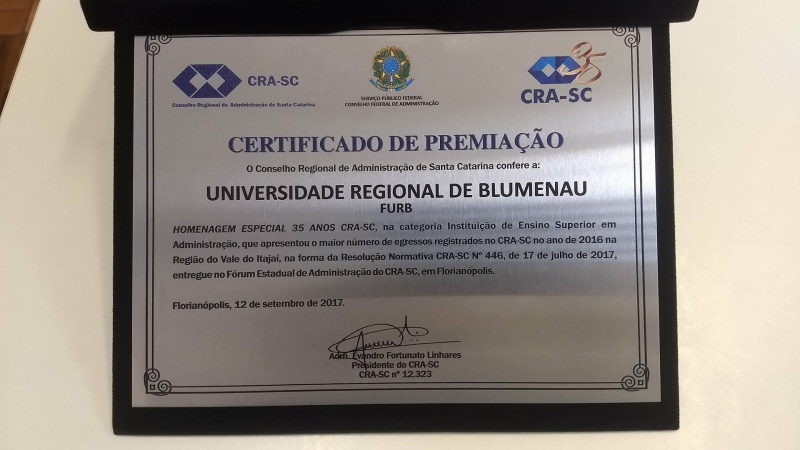 CRA-SC
Conselho Regional de Administração de Santa Catarina
SERVIÇO PÚBLICO FEDERAL
CONSELHO FEDERAL DE ADMINISTRAÇÃO
35
CRA-SC
CERTIFICADO DE PREMIAÇÃO
O Conselho Regional de Administração de Santa Catarina confere a:
UNIVERSIDADE REGIONAL DE BLUMENAU
FURB
HOMENAGEM ESPECIAL 35 ANOS CRA-SC, na categoria Instituição de Ensino Superior em
Administração, que apresentou o maior número de egressos registrados no CRA-SC no ano de 2016 na
Região do Vale do Itajaí, na forma da Resolução Normativa CRA-SC Nº 446, de 17 de julho de 2017,
entregue no Fórum Estadual de Administração do CRA-SC, em Florianópolis.
Florianópolis, 12 de setembro de 2017.
Adm. Evandro Fortunato Linhares
Presidente do CRA-SC
CRA-SC nº 12.323